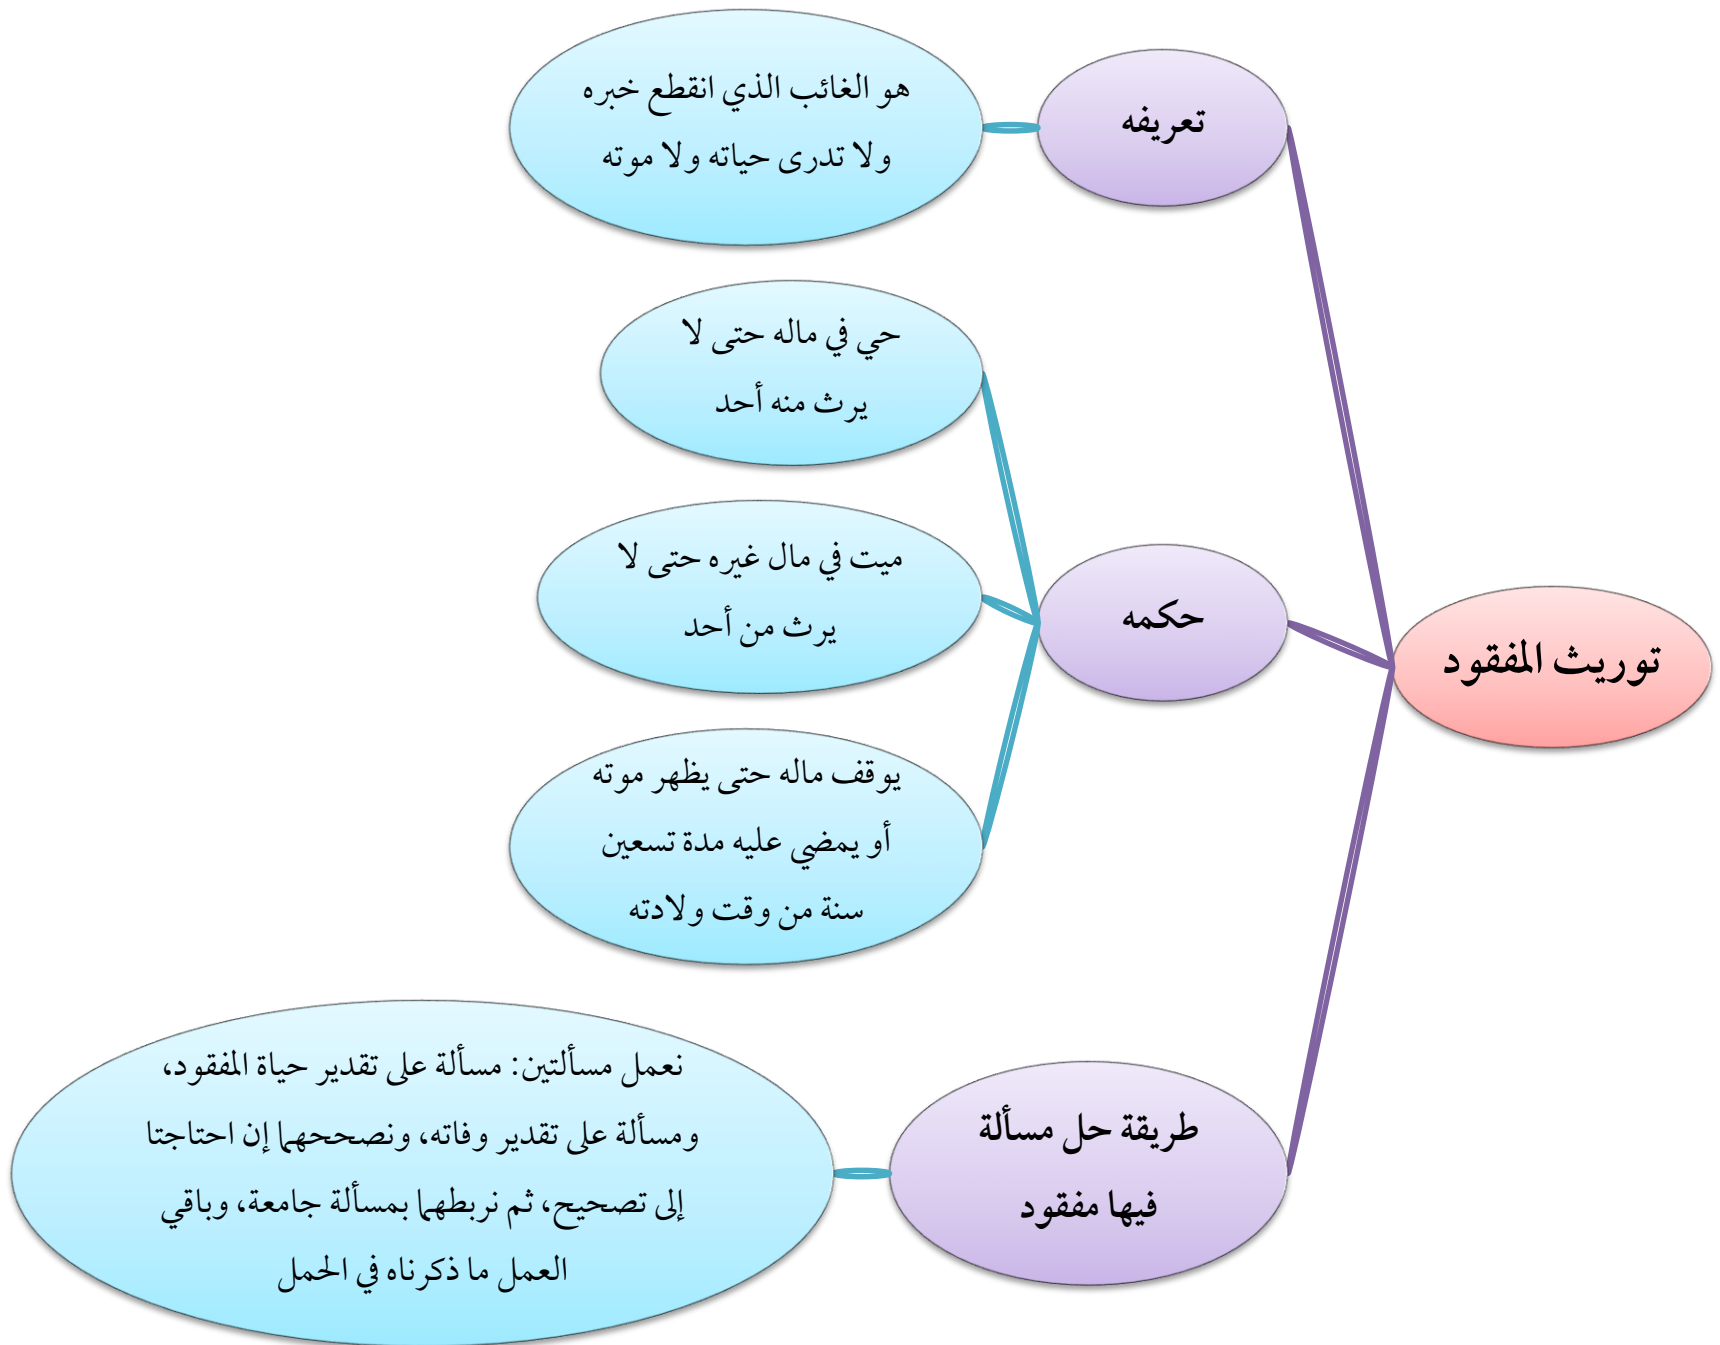 توريث المفقود
تعريفه
هو الغائب الذي انقطع خبره
ولا تدرى حياته ولا موته
حكمه
حي في ماله حتى لا
يرث منه أحد
ميت في مال غيره حتى لا
يرث من أحد
يوقف ماله حتى يظهر موته
أو يمضي عليه مدة تسعين
سنة من وقت ولادته
طريقة حل مسألة
فيها مفقود
نعمل مسألتين: مسألة على تقدير حياة المفقود،
ومسألة على تقدير وفاته، ونصححهما إن احتاجتا
إلى تصحيح، ثم نربطهما بمسألة جامعة، وباقي
العمل ما ذكرناه في الحمل